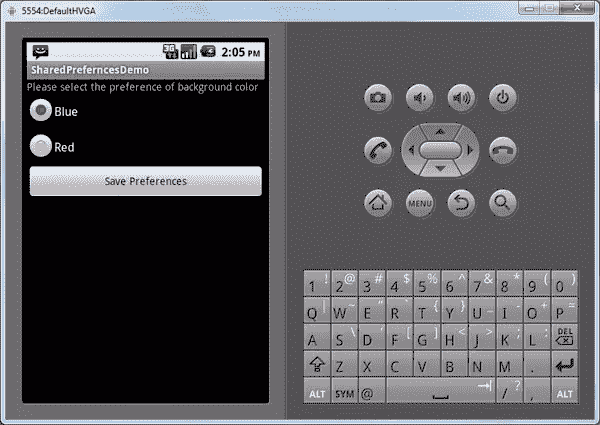 5554:DefaultHVGA
3G
2:05 PM
SharedPreferncesDemo
Please select the preference of background color
Blue
Red
Save Preferences
MENU
1 ! 2 @ 3 # 4 $ 5 % 6 ^ 7 & 8 * 9 ( 0 )
Q | W ~ E " R ` T { Y } U _ I - O + P =
A S \ D ' F [ G ] H < J > K ; L : DEL
Z X C V B N M .
ALT SYM @ / ? , ALT